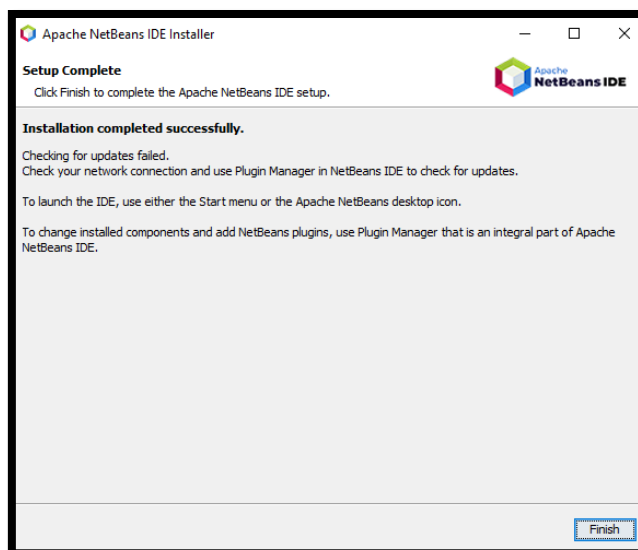 Apache NetBeans IDE Installer
Setup Complete
Click Finish to complete the Apache NetBeans IDE setup.
Apache
NetBeans IDE
Installation completed successfully.
Checking for updates failed.
Check your network connection and use Plugin Manager in NetBeans IDE to check for updates.
To launch the IDE, use either the Start menu or the Apache NetBeans desktop icon.
To change installed components and add NetBeans plugins, use Plugin Manager that is an integral part of Apache
NetBeans IDE.
Finish